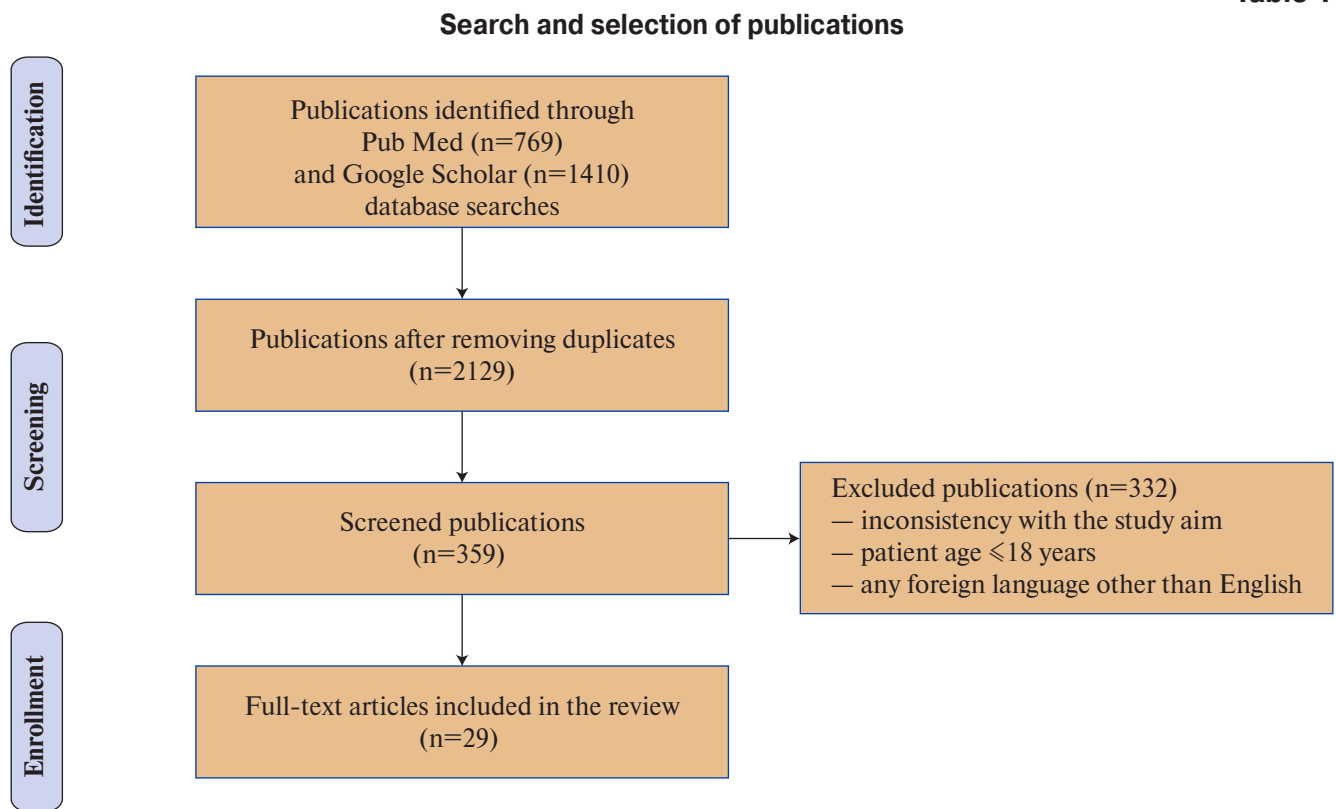 Search and selection of publications
Identification
Publications identified through
Pub Med (n=769)
and Google Scholar (n=1410)
database searches
Screening
Publications after removing duplicates
(n=2129)
Screened publications
(n=359)
Excluded publications (n=332)
— inconsistency with the study aim
— patient age ⩽18 years
— any foreign language other than English
Enrollment
Full-text articles included in the review
(n=29)